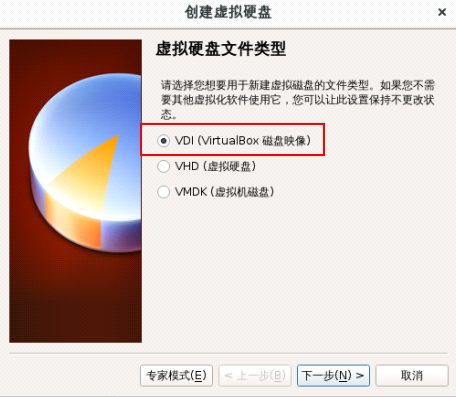 创建虚拟硬盘
×
虚拟硬盘文件类型
请选择您想要用于新建虚拟磁盘的文件类型。如果您不需
要其他虚拟化软件使用它，您可以让此设置保持不更改状
态。
VDI (VirtualBox 磁盘映像)
VHD (虚拟硬盘)
VMDK (虚拟机磁盘)
专家模式(E) < 上一步(B) 下一步(N) > 取消